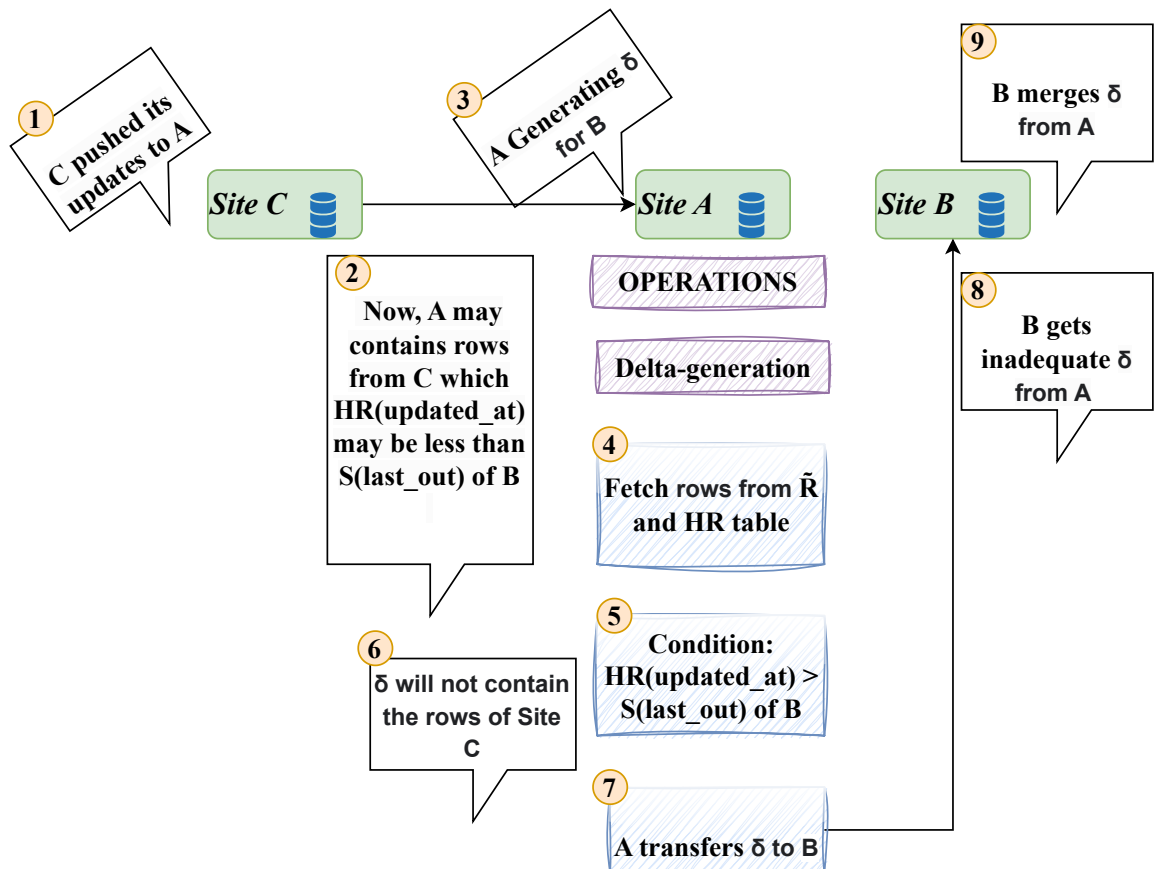 1
C pushed its
updates to A
3
A Generating δ
for B
9
B merges δ
from A
Site C
Site A
Site B
2
Now, A may
contains rows
from C which
HR(updated_at)
may be less than
S(last_out) of B
OPERATIONS
Delta-generation
8
B gets
inadequate δ
from A
4
Fetch rows from R̃
and HR table
5
Condition:
HR(updated_at) >
S(last_out) of B
6
δ will not contain
the rows of Site
C
7
A transfers δ to B